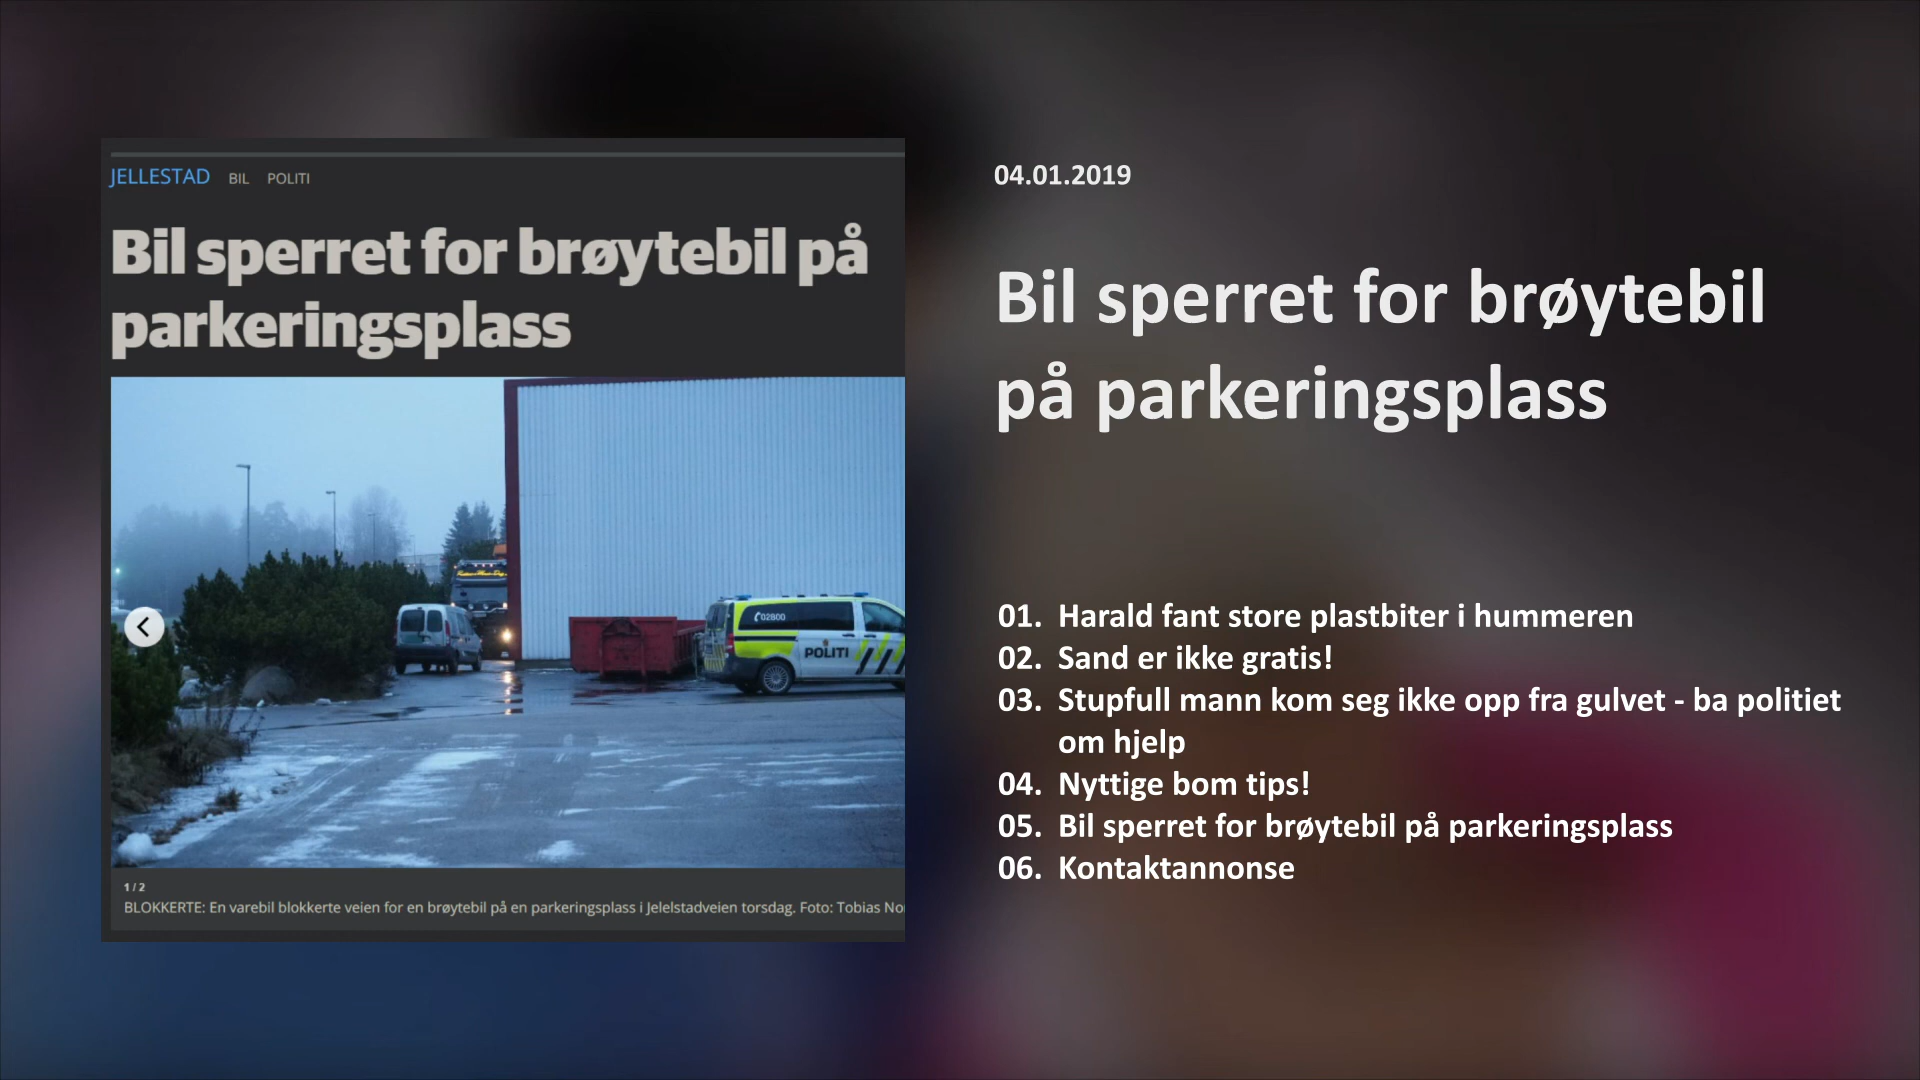 JELLESTAD BIL POLITI
Bil sperret for brøytebil på
parkeringsplass
02800
POLITI
1 / 2
BLOKKERTE: En varebil blokkerte veien for en brøytebil på en parkeringsplass i Jelelstadveien torsdag. Foto: Tobias
04.01.2019
Bil sperret for brøytebil
på parkeringsplass
01. Harald fant store plastbiter i hummeren
02. Sand er ikke gratis!
03. Stupfull mann kom seg ikke opp fra gulvet - ba politiet
om hjelp
04. Nyttige bom tips!
05. Bil sperret for brøytebil på parkeringsplass
06. Kontaktannonse